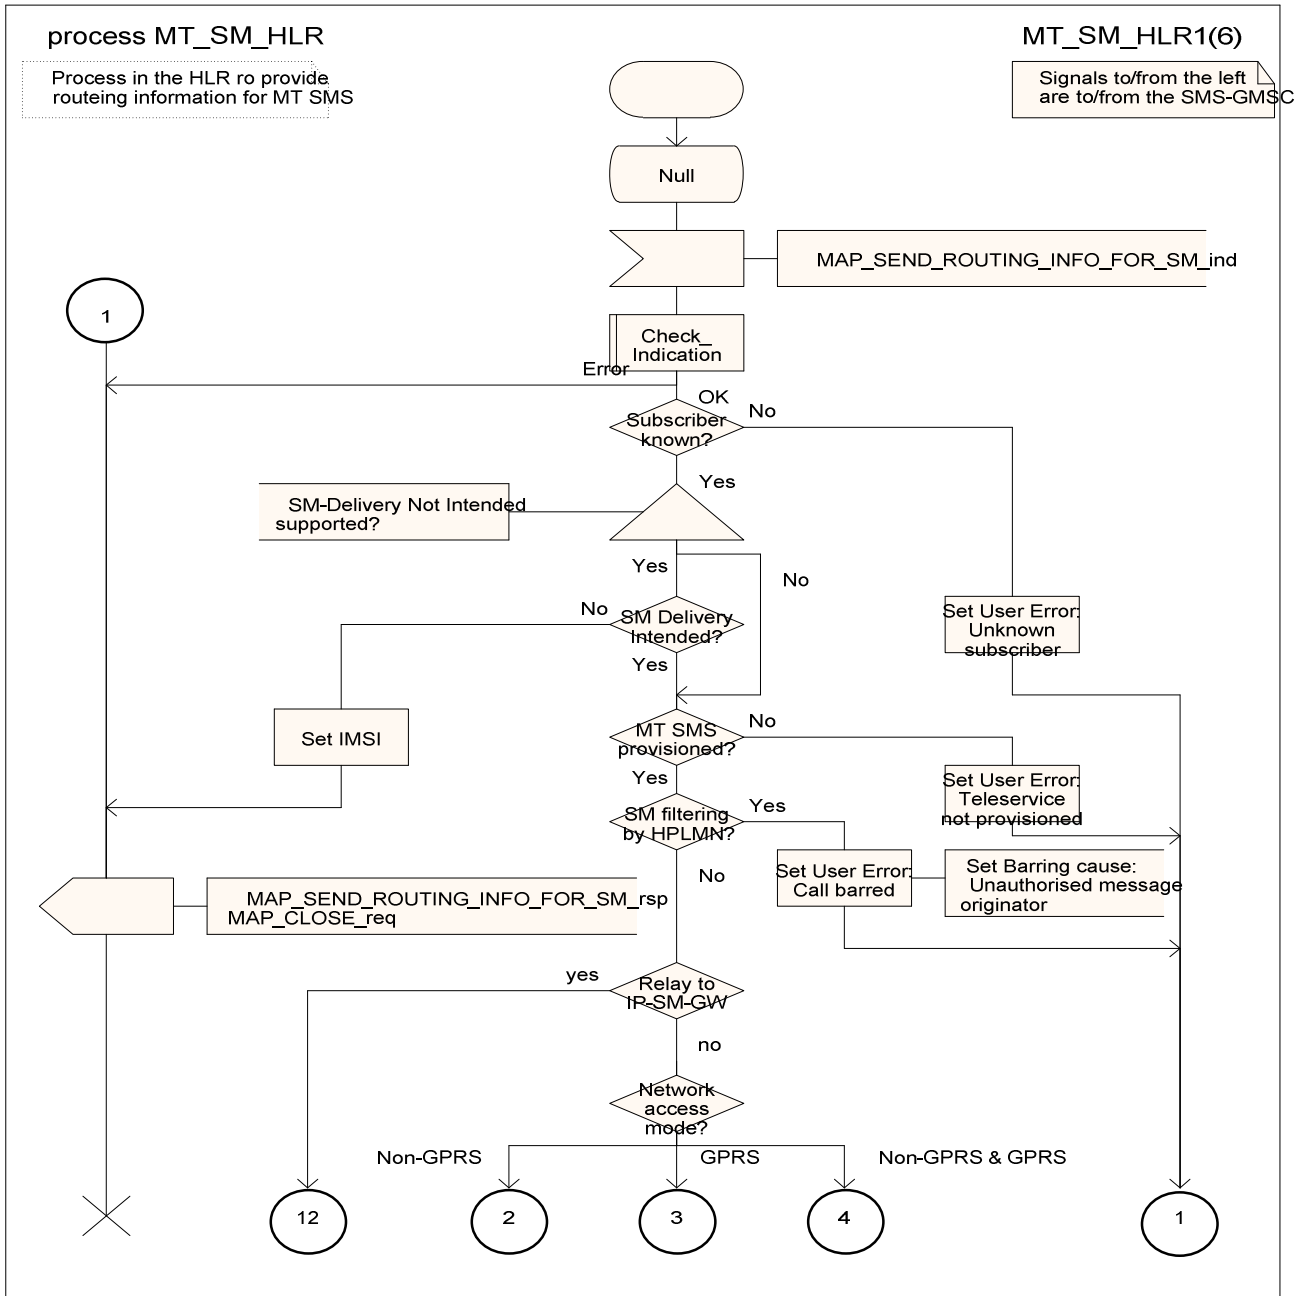 process MT_SM_HLR
MT_SM_HLR1(6)
Process in the HLR ro provide
routeing information for MT SMS
Signals to/from the left
are to/from the SMS-GMSC
Null
MAP_SEND_ROUTING_INFO_FOR_SM_ind
1
Check_
Indication
Error
OK
Subscriber
known?
No
Yes
SM-Delivery Not Intended
supported?
Yes
No
No
SM Delivery
Intended?
Set User Error:
Unknown
subscriber
Yes
Set IMSI
MT SMS
provisioned?
No
Yes
Set User Error:
Teleservice
not provisioned
SM filtering
by HPLMN?
Yes
No
Set User Error:
Call barred
Set Barring cause:
Unauthorised message
originator
MAP_SEND_ROUTING_INFO_FOR_SM_rsp
MAP_CLOSE_req
yes
Relay to
IP-SM-GW
no
Network
access
mode?
Non-GPRS
GPRS
Non-GPRS & GPRS
12
2
3
4
1